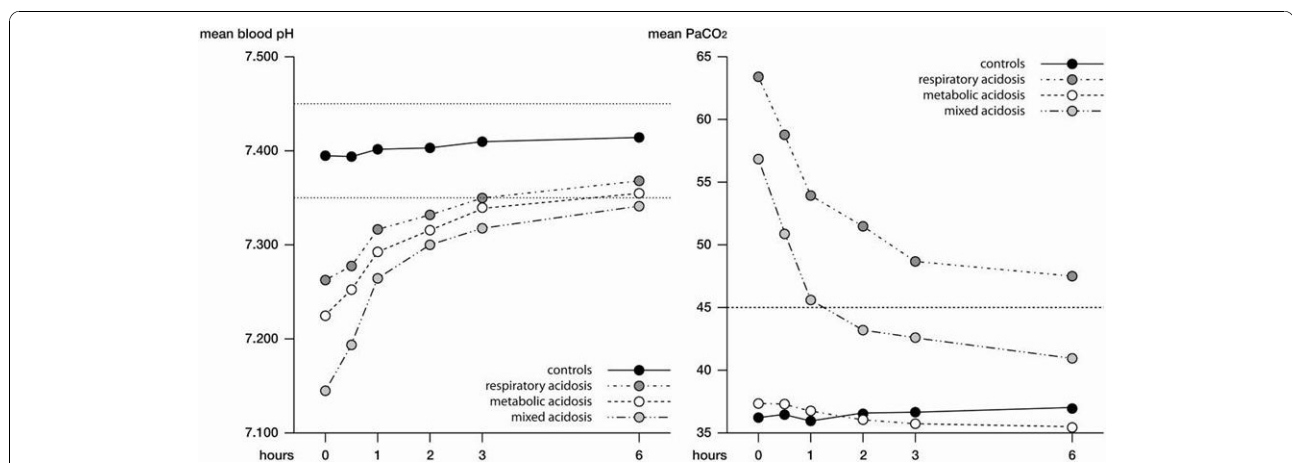 mean blood pH
7.500
7.400
7.300
7.200
7.100
controls
respiratory acidosis
metabolic acidosis
mixed acidosis
hours 0 1 2 3 6
mean PaCO2
65
60
55
50
45
40
35
controls
respiratory acidosis
metabolic acidosis
mixed acidosis
hours 0 1 2 3 6